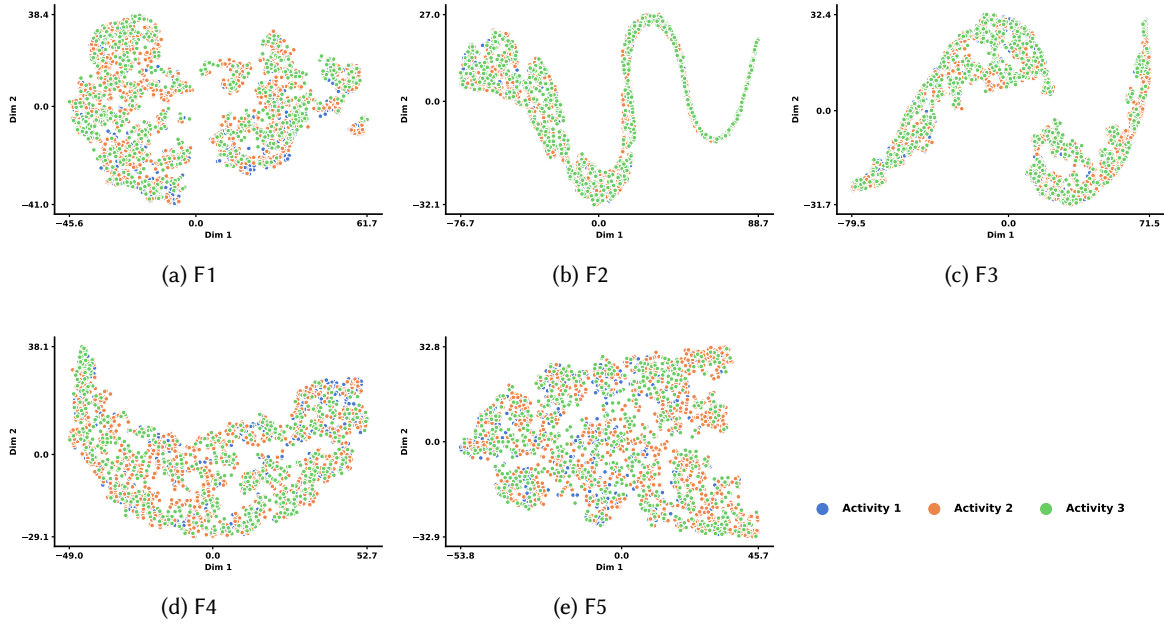 38.4
0.0
−41.0
Dim 2
−45.6 0.0 61.7
Dim 1
(a) F1
27.0
0.0
−32.1
Dim 2
−76.7 0.0 88.7
Dim 1
(b) F2
32.4
0.0
−31.7
Dim 2
−79.5 0.0 71.5
Dim 1
(c) F3
38.1
0.0
−29.1
Dim 2
−49.0 0.0 52.7
Dim 1
(d) F4
32.8
0.0
−32.9
Dim 2
−53.8 0.0 45.7
Dim 1
(e) F5
Activity 1 Activity 2 Activity 3